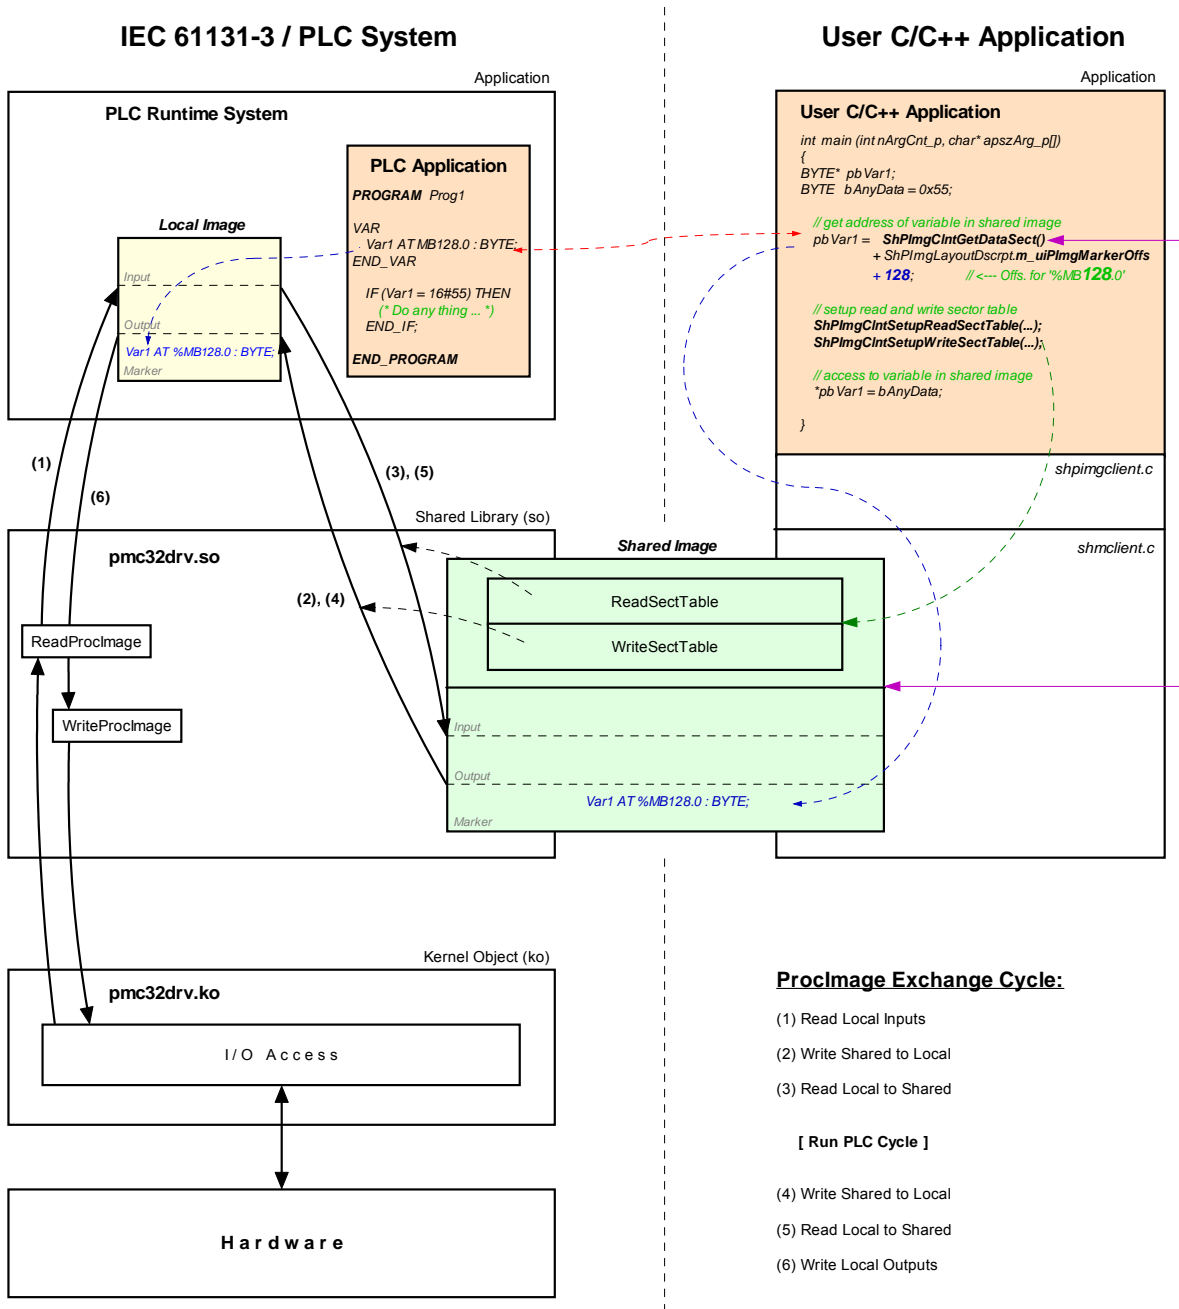 IEC 61131-3 / PLC System
User C/C++ Application
Application
PLC Runtime System
PLC Application
PROGRAM Prog1
VAR
Var1 AT MB128.0 : BYTE;
END_VAR
IF (Var1 = 16#55) THEN
(* Do any thing ... *)
END_IF;
END_PROGRAM
Local Image
Input
Output
Var1 AT %MB128.0 : BYTE;
Marker
(1)
(6)
(3), (5)
(2), (4)
Application
User C/C++ Application
int main (int nArgCnt_p, char* apszArg_p[])
{
BYTE* pbVar1;
BYTE bAnyData = 0x55;
// get address of variable in shared image
pbVar1 = ShPImgClntGetDataSect()
+ ShPImgLayoutDscrpt.m_uiPImgMarkerOffs
+ 128; // <--- Offs. for '%MB128.0'
// setup read and write sector table
ShPImgClntSetupReadSectTable(...);
ShPImgClntSetupWriteSectTable(...);
// access to variable in shared image
*pbVar1 = bAnyData;
}
shpimgclient.c
shmclient.c
Shared Library (so)
pmc32drv.so
ReadProcImage
WriteProcImage
Shared Image
ReadSectTable
WriteSectTable
Input
Output
Var1 AT %MB128.0 : BYTE;
Marker
Kernel Object (ko)
pmc32drv.ko
I/O Access
Hardware
ProcImage Exchange Cycle:
(1) Read Local Inputs
(2) Write Shared to Local
(3) Read Local to Shared
[ Run PLC Cycle ]
(4) Write Shared to Local
(5) Read Local to Shared
(6) Write Local Outputs